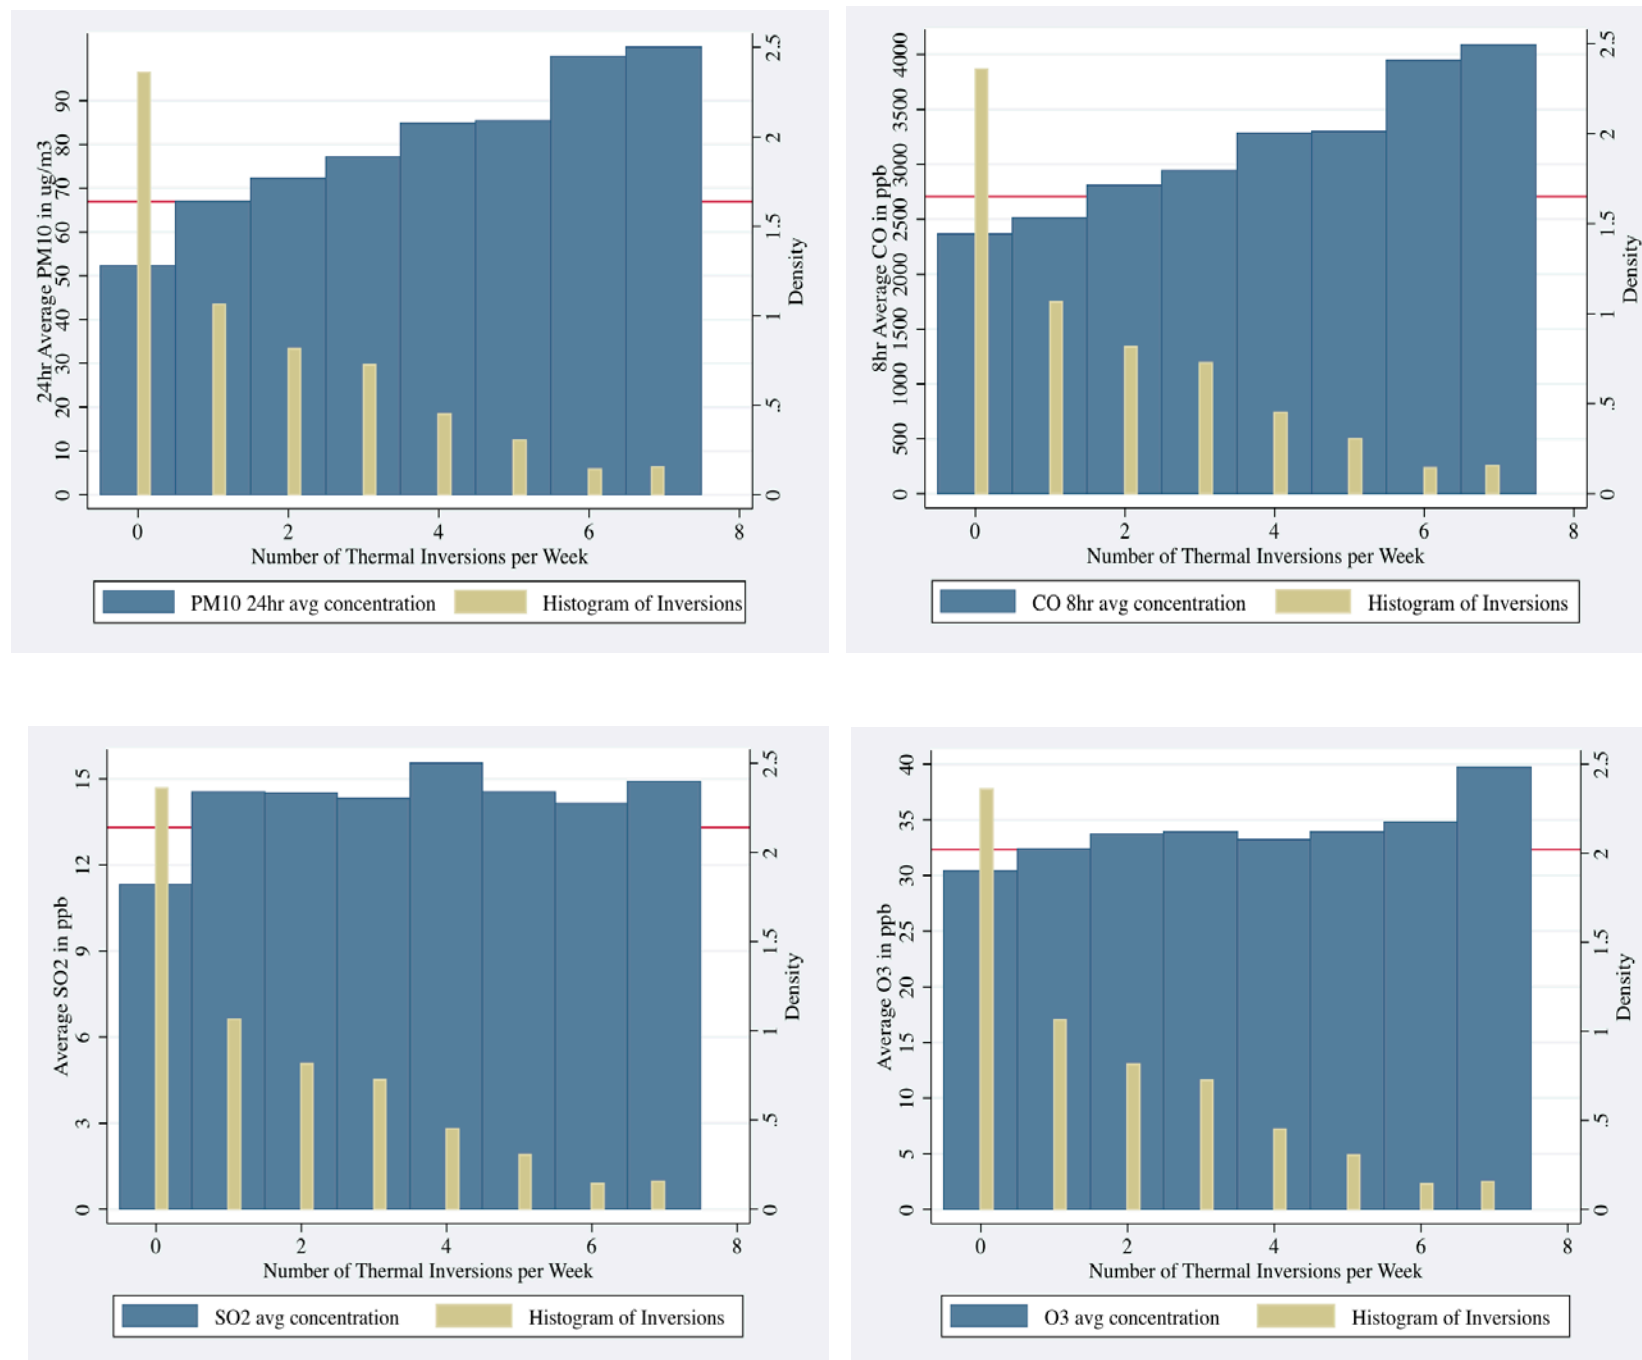 24hr Average PM10 in ug/m3
0 10 20 30 40 50 60 70 80 90
0 .5 1 1.5 2 2.5
Density
0 2 4 6 8
Number of Thermal Inversions per Week
PM10 24hr avg concentration Histogram of Inversions
8hr Average CO in ppb
0 500 1000 1500 2000 2500 3000 3500 4000
0 .5 1 1.5 2 2.5
Density
0 2 4 6 8
Number of Thermal Inversions per Week
CO 8hr avg concentration Histogram of Inversions
Average SO2 in ppb
0 3 6 9 12 15
0 .5 1 1.5 2 2.5
Density
0 2 4 6 8
Number of Thermal Inversions per Week
SO2 avg concentration Histogram of Inversions
Average O3 in ppb
0 5 10 15 20 25 30 35 40
0 .5 1 1.5 2 2.5
Density
0 2 4 6 8
Number of Thermal Inversions per Week
O3 avg concentration Histogram of Inversions